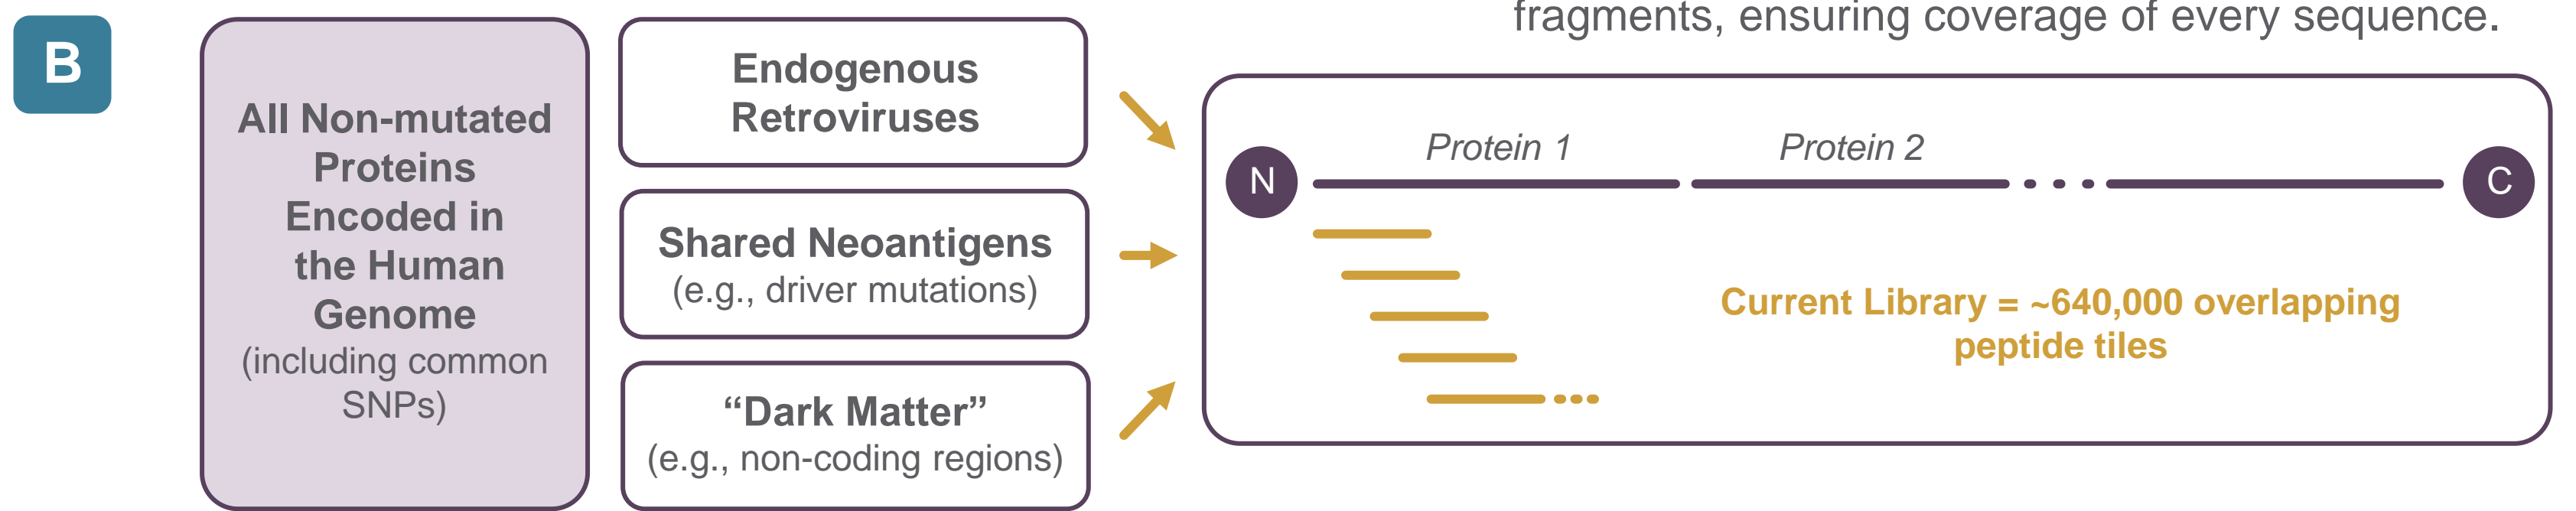 B
fragments, ensuring coverage of every sequence.
All Non-mutated
Proteins
Encoded in
the Human
Genome
(including common
SNPs)
Endogenous
Retroviruses
Shared Neoantigens
(e.g., driver mutations)
“Dark Matter”
(e.g., non-coding regions)
Protein 1
Protein 2
N
C
Current Library = ~640,000 overlapping
peptide tiles